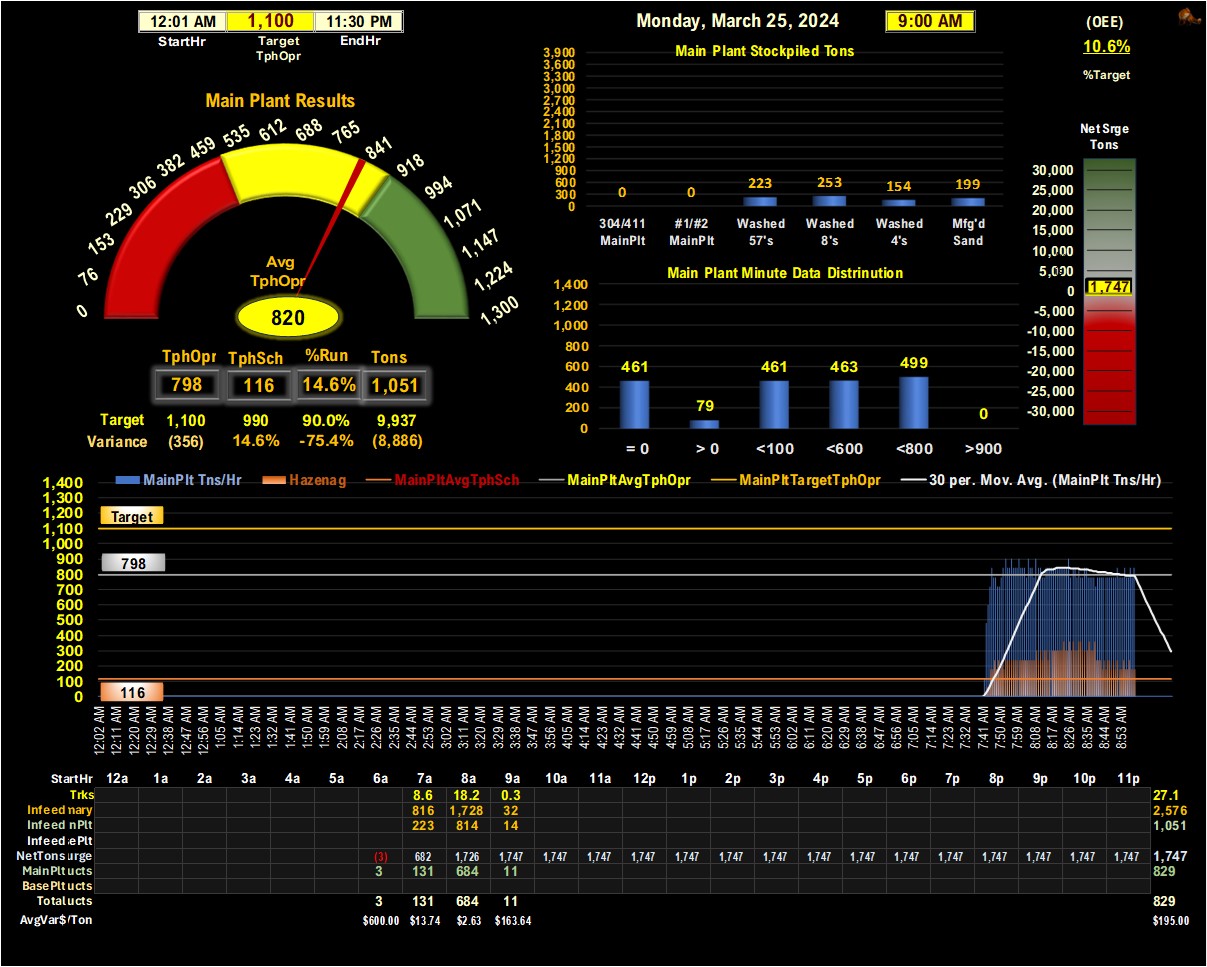 12:01 AM 1,100 11:30 PM
StartHr Target TphOpr EndHr
Monday, March 25, 2024
9:00 AM
(OEE)
10.6%
%Target
Main Plant Results
0 76 153 229 306 382 459 535 612 688 765 841 918 994 1,071 1,147 1,224 1,300
Avg
TphOpr
820
TphOpr TphSch %Run Tons
798 116 14.6% 1,051
Target 1,100 990 90.0% 9,937
Variance (356) 14.6% -75.4% (8,886)
Main Plant Stockpiled Tons
3,900
3,600
3,300
3,000
2,700
2,400
2,100
1,800
1,500
1,200
900
600
300
0
0 0 223 253 154 199
304/411 #1/#2 Washed Washed Washed Mfg'd
MainPlt MainPlt 57's 8's 4's Sand
Main Plant Minute Data Distrinution
1,400
1,200
1,000
800
600
400
200
0
461 79 461 463 499 0
= 0 > 0 <100 <600 <800 >900
Net Srge
Tons
30,000
25,000
20,000
15,000
10,000
5,000
0
-5,000
-10,000
-15,000
-20,000
-25,000
-30,000
1,747
MainPlt Tns/Hr Hazenag MainPltAvgTphSch MainPltAvgTphOpr MainPltTargetTphOpr 30 per. Mov. Avg. (MainPlt Tns/Hr)
1,400
1,300
1,200
1,100
1,000
900
800
700
600
500
400
300
200
100
0
Target
798
116
12:02 AM 12:11 AM 12:20 AM 12:29 AM 12:38 AM 12:47 AM 12:56 AM 1:05 AM 1:14 AM 1:23 AM 1:32 AM 1:41 AM 1:50 AM 1:59 AM 2:08 AM 2:17 AM 2:26 AM 2:35 AM 2:44 AM 2:53 AM 3:02 AM 3:11 AM 3:20 AM 3:29 AM 3:38 AM 3:47 AM 3:56 AM 4:05 AM 4:14 AM 4:23 AM 4:32 AM 4:41 AM 4:50 AM 4:59 AM 5:08 AM 5:17 AM 5:26 AM 5:35 AM 5:44 AM 5:53 AM 6:02 AM 6:11 AM 6:20 AM 6:29 AM 6:38 AM 6:47 AM 6:56 AM 7:05 AM 7:14 AM 7:23 AM 7:32 AM 7:41 AM 7:50 AM 7:59 AM 8:08 AM 8:17 AM 8:26 AM 8:35 AM 8:44 AM 8:53 AM
StartHr 12a 1a 2a 3a 4a 5a 6a 7a 8a 9a 10a 11a 12p 1p 2p 3p 4p 5p 6p 7p 8p 9p 10p 11p
Trks 8.6 18.2 0.3 27.1
Infeed nary 816 1,728 32 2,576
Infeed nPlt 223 814 14 1,051
Infeed ePlt
NetTons urge (3) 682 1,726 1,747 1,747 1,747 1,747 1,747 1,747 1,747 1,747 1,747 1,747 1,747 1,747 1,747 1,747 1,747 1,747
MainPlt ucts 3 131 684 11 829
BasePlt ucts
Total ucts 3 131 684 11 829
AvgVar$/Ton $600.00 $13.74 $2.63 $163.64 $195.00